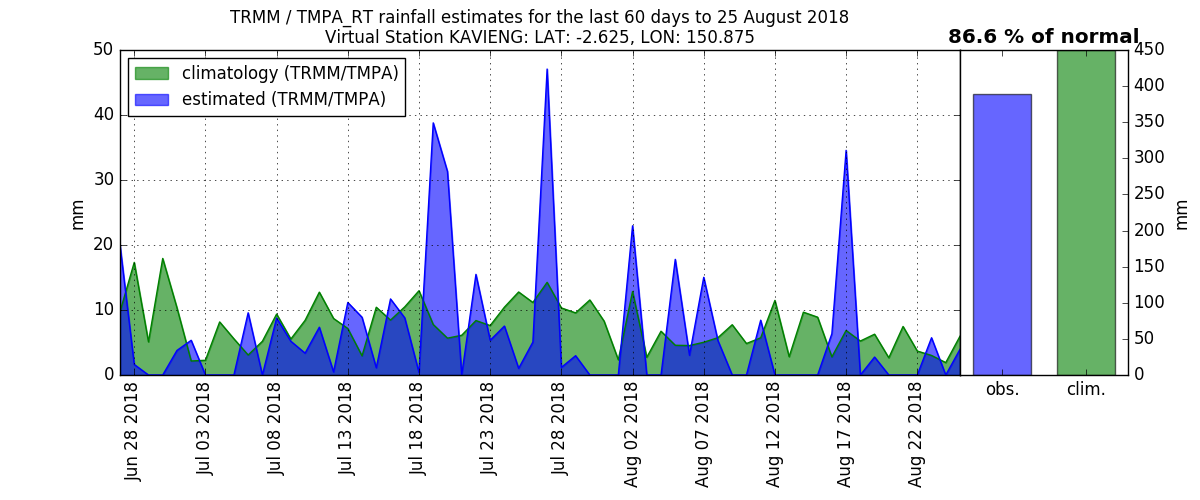 TRMM / TMPA_RT rainfall estimates for the last 60 days to 25 August 2018
Virtual Station KAVIENG: LAT: -2.625, LON: 150.875
86.6 % of normal
climatology (TRMM/TMPA)
estimated (TRMM/TMPA)
50
40
30
20
10
0
mm
Jun 28 2018
Jul 03 2018
Jul 08 2018
Jul 13 2018
Jul 18 2018
Jul 23 2018
Jul 28 2018
Aug 02 2018
Aug 07 2018
Aug 12 2018
Aug 17 2018
Aug 22 2018
obs.
clim.
450
400
350
300
250
200
150
100
50
0
mm